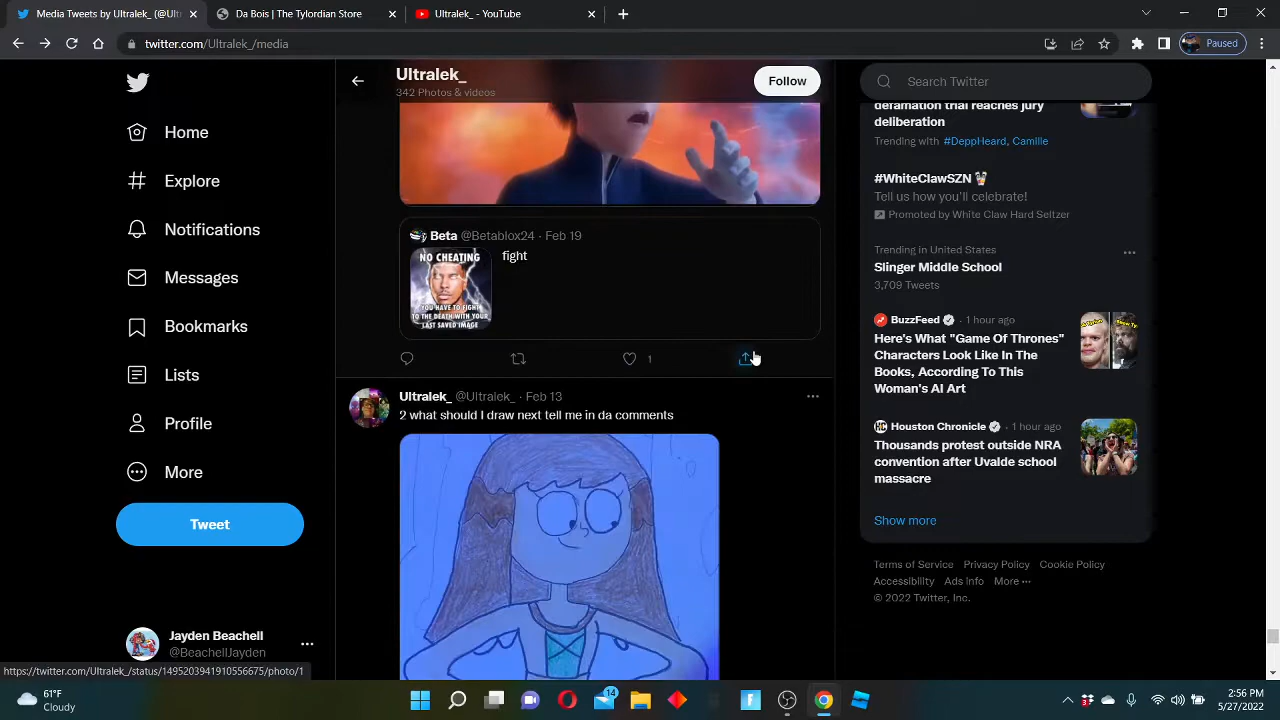 Media Tweets by Ultralek_ (@Ult
Da Bois | The Tylordian Store
Ultralek_ - YouTube
twitter.com/Ultralek_/media
Paused
Home
Explore
Notifications
Messages
Bookmarks
Lists
Profile
More
Tweet
Jayden Beachell
@BeachellJayden
https://twitter.com/Ultralek_/status/1495203941910556675/photo/1
Ultralek_
342 Photos & videos
Follow
Beta @Betablox24 · Feb 19
fight
NO CHEATING
YOU HAVE TO FIGHT
TO THE DEATH WITH YOUR
LAST SAVED IMAGE
1
Ultralek_ @Ultralek_ · Feb 13
2 what should I draw next tell me in da comments
Search Twitter
defamation trial reaches jury
deliberation
Trending with #DeppHeard, Camille
#WhiteClawSZN
Tell us how you'll celebrate!
Promoted by White Claw Hard Seltzer
Trending in United States
Slinger Middle School
3,709 Tweets
BuzzFeed · 1 hour ago
Here's What "Game Of Thrones"
Characters Look Like In The
Books, According To This
Woman's AI Art
Houston Chronicle · 1 hour ago
Thousands protest outside NRA
convention after Uvalde school
massacre
Show more
Terms of Service Privacy Policy Cookie Policy
Accessibility Ads info More
© 2022 Twitter, Inc.
61°F
Cloudy
14
2:56 PM
5/27/2022